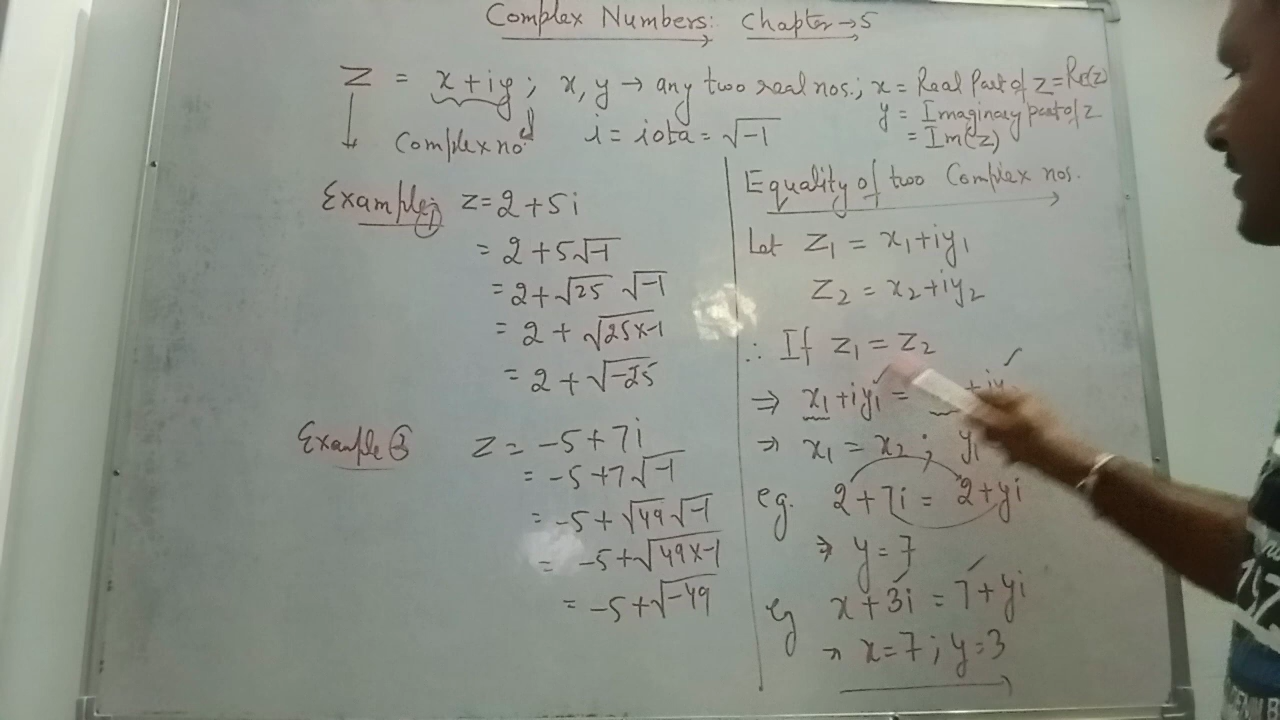 Complex Numbers: Chapter → 5
Z = x + iy ; x, y → any two real nos.; x = Real Part of Z = Re(z)
y = Imaginary part of z
= Im(z)
Complex no. i = iota = √-1
Example ① z = 2 + 5i
= 2 + 5√-1
= 2 + √25 √-1
= 2 + √25×-1
= 2 + √-25
Example ② z = -5 + 7i
= -5 + 7√-1
= -5 + √49 √-1
= -5 + √49×-1
= -5 + √-49
Equality of two Complex nos.
Let z₁ = x₁ + iy₁
z₂ = x₂ + iy₂
∴ If z₁ = z₂
⇒ x₁ + iy₁ = + iy
⇒ x₁ = x₂ ; y₁
eg. 2 + 7i = 2 + yi
⇒ y = 7
eg x + 3i = 7 + yi
→ x = 7 ; y = 3